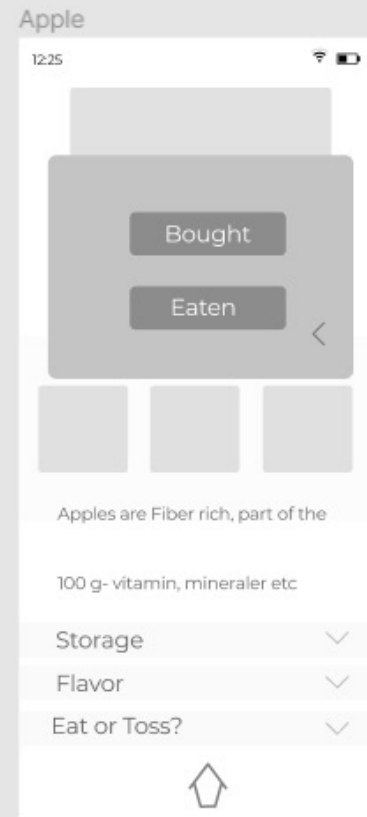 Apple
12:25
Bought
Eaten
Apples are Fiber rich, part of the
100 g- vitamin, mineraler etc
Storage
Flavor
Eat or Toss?